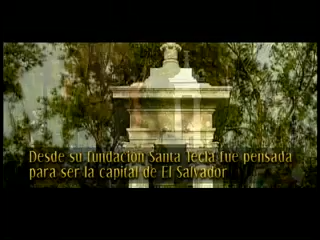 Desde su fundación Santa Tecla fue pensada
para ser la capital de El Salvador